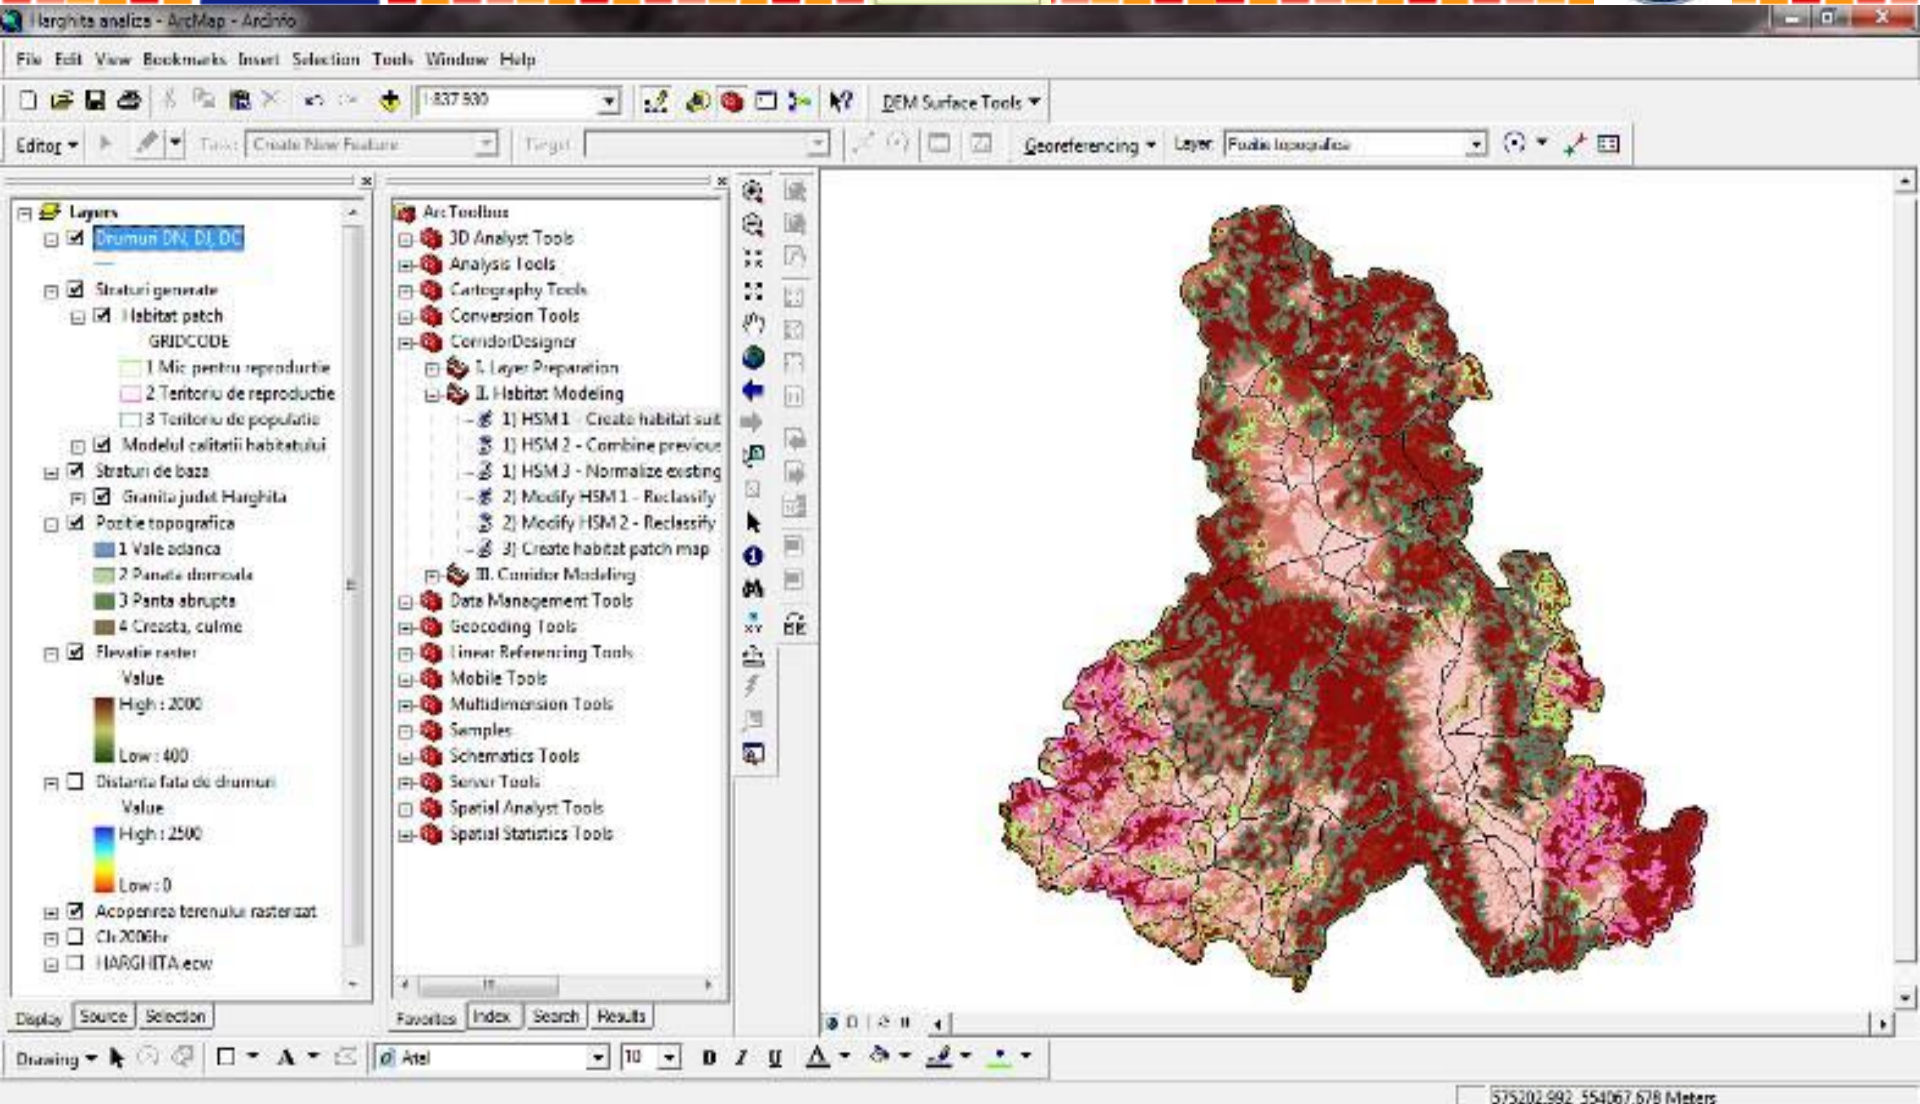 Harghita analiza - ArcMap - ArcInfo
File Edit View Bookmarks Insert Selection Tools Window Help
1:837 930
DEM Surface Tools
Editor
Task: Create New Feature
Target:
Georeferencing
Layer: Pozitie topografica
Layers
Drumuri DN, DJ, DC
Straturi generate
Habitat patch
GRIDCODE
1 Mic pentru reproductie
2 Teritoriu de reproductie
3 Teritoriu de populatie
Modelul calitatii habitatului
Straturi de baza
Granita judet Harghita
Pozitie topografica
1 Vale adanca
2 Panata domoala
3 Panta abrupta
4 Creasta, culme
Elevatie raster
Value
High : 2000
Low : 400
Distanta fata de drumuri
Value
High : 2500
Low : 0
Acoperirea terenului rasterizat
Clc2006hr
HARGHITA.ecw
Display Source Selection
ArcToolbox
3D Analyst Tools
Analysis Tools
Cartography Tools
Conversion Tools
CorridorDesigner
I. Layer Preparation
II. Habitat Modeling
1) HSM 1 - Create habitat suit
1) HSM 2 - Combine previous
1) HSM 3 - Normalize existing
2) Modify HSM 1 - Reclassify
2) Modify HSM 2 - Reclassify
3) Create habitat patch map
III. Corridor Modeling
Data Management Tools
Geocoding Tools
Linear Referencing Tools
Mobile Tools
Multidimension Tools
Samples
Schematics Tools
Server Tools
Spatial Analyst Tools
Spatial Statistics Tools
Favorites Index Search Results
Drawing
A
Arial
10
B I U A
575202.992 554067.678 Meters